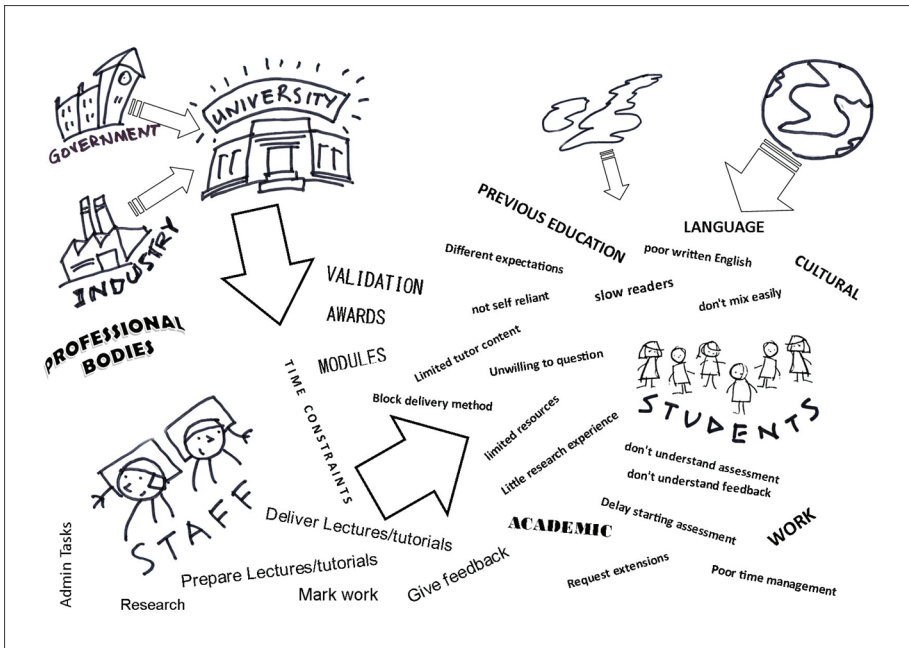 GOVERNMENT
UNIVERSITY
INDUSTRY
PROFESSIONAL
BODIES
VALIDATION
AWARDS
MODULES
TIME CONSTRAINTS
PREVIOUS EDUCATION
LANGUAGE
CULTURAL
Different expectations
poor written English
not self reliant
slow readers
don't mix easily
Limited tutor content
Unwilling to question
Block delivery method
limited resources
Little research experience
STUDENTS
don't understand assessment
don't understand feedback
Delay starting assessment
WORK
ACADEMIC
Request extensions
Poor time management
STAFF
Deliver Lectures/tutorials
Prepare Lectures/tutorials
Give feedback
Mark work
Research
Admin Tasks